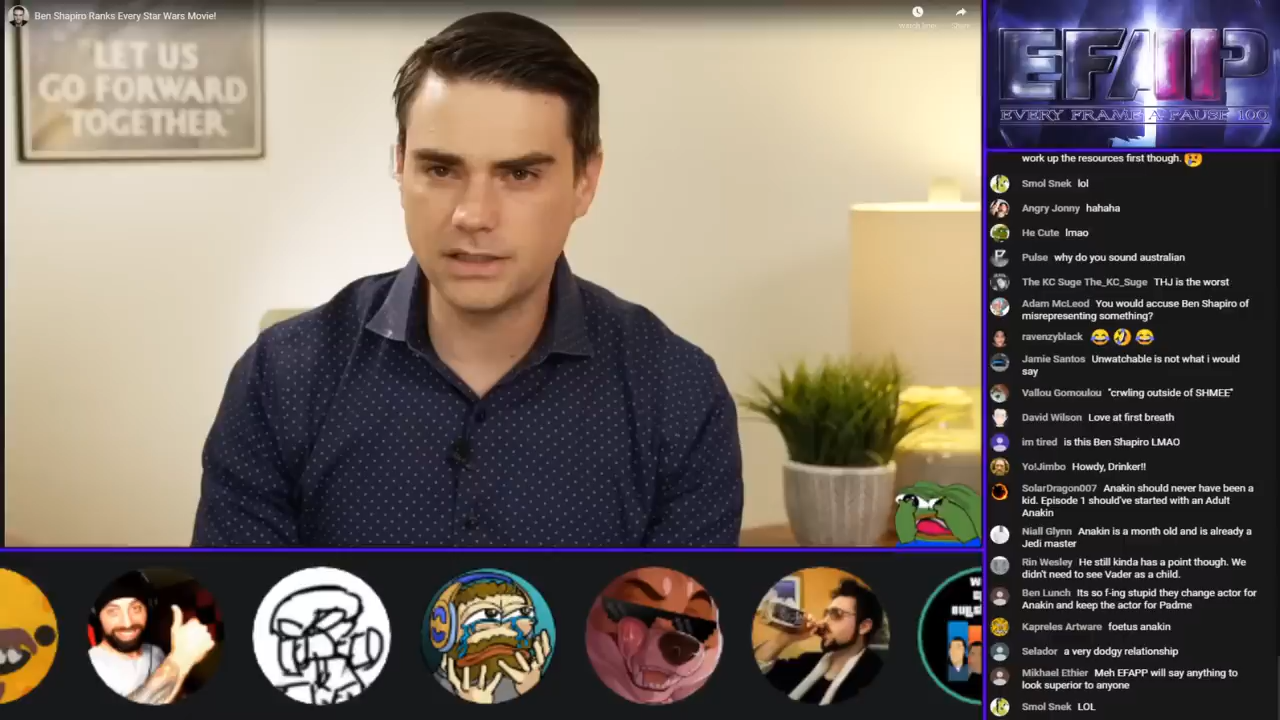 Ben Shapiro Ranks Every Star Wars Movie!
Share
"LET US
GO FORWARD
TOGETHER"
EFAP
EVERY FRAME A PAUSE 100
work up the resources first though. 😢
Smol Snek lol
Angry Jonny hahaha
He Cute lmao
Pulse why do you sound australian
The KC Suge The_KC_Suge THJ is the worst
Adam McLeod You would accuse Ben Shapiro of
misrepresenting something?
ravenzyblack 😂 🤣 😂
Jamie Santos Unwatchable is not what i would
say
Vallou Gomoulou "crwling outside of SHMEE"
David Wilson Love at first breath
im tired is this Ben Shapiro LMAO
Yo!Jimbo Howdy, Drinker!!
SolarDragon007 Anakin should never have been a
kid. Episode 1 should've started with an Adult
Anakin
Niall Glynn Anakin is a month old and is already a
Jedi master
Rin Wesley He still kinda has a point though. We
didn't need to see Vader as a child.
Ben Lunch Its so f-ing stupid they change actor for
Anakin and keep the actor for Padme
Kapreles Artware foetus anakin
Selador a very dodgy relationship
Mikhael Ethier Meh EFAPP will say anything to
look superior to anyone
Smol Snek LOL